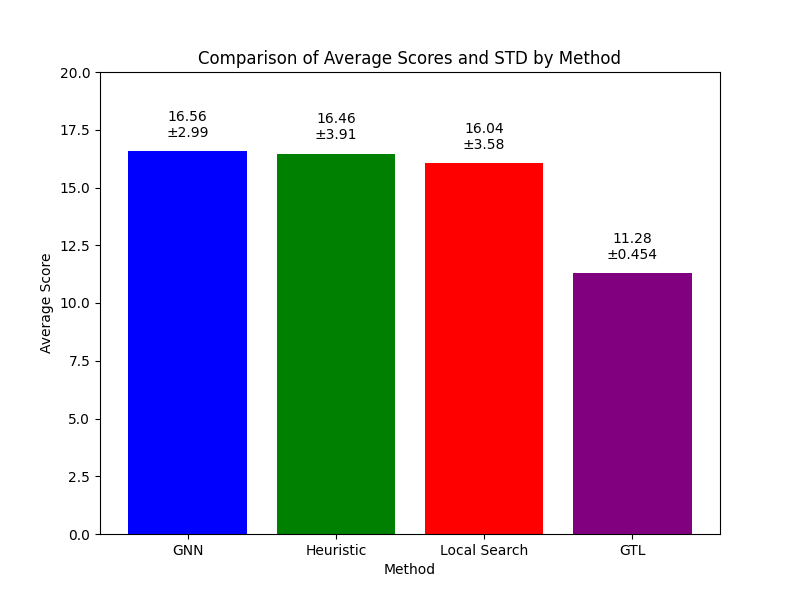 Comparison of Average Scores and STD by Method
20.0
17.5
15.0
12.5
10.0
7.5
5.0
2.5
0.0
Average Score
16.56
±2.99
16.46
±3.91
16.04
±3.58
11.28
±0.454
GNN
Heuristic
Local Search
GTL
Method